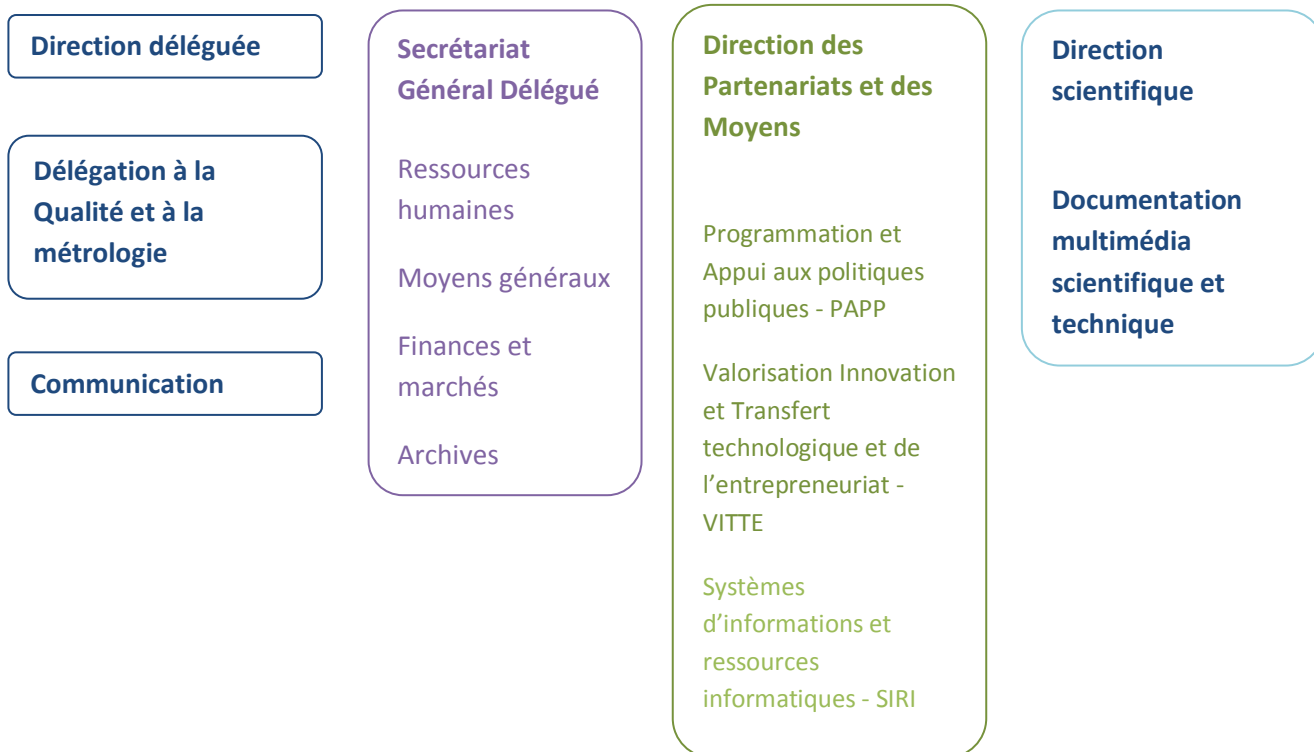 Direction déléguée
Délégation à la
Qualité et à la
métrologie
Communication
Secrétariat
Général Délégué
Ressources
humaines
Moyens généraux
Finances et
marchés
Archives
Direction des
Partenariats et des
Moyens
Programmation et
Appui aux politiques
publiques - PAPP
Valorisation Innovation
et Transfert
technologique et de
l’entrepreneuriat -
VITTE
Systèmes
d’informations et
ressources
informatiques - SIRI
Direction
scientifique
Documentation
multimédia
scientifique et
technique